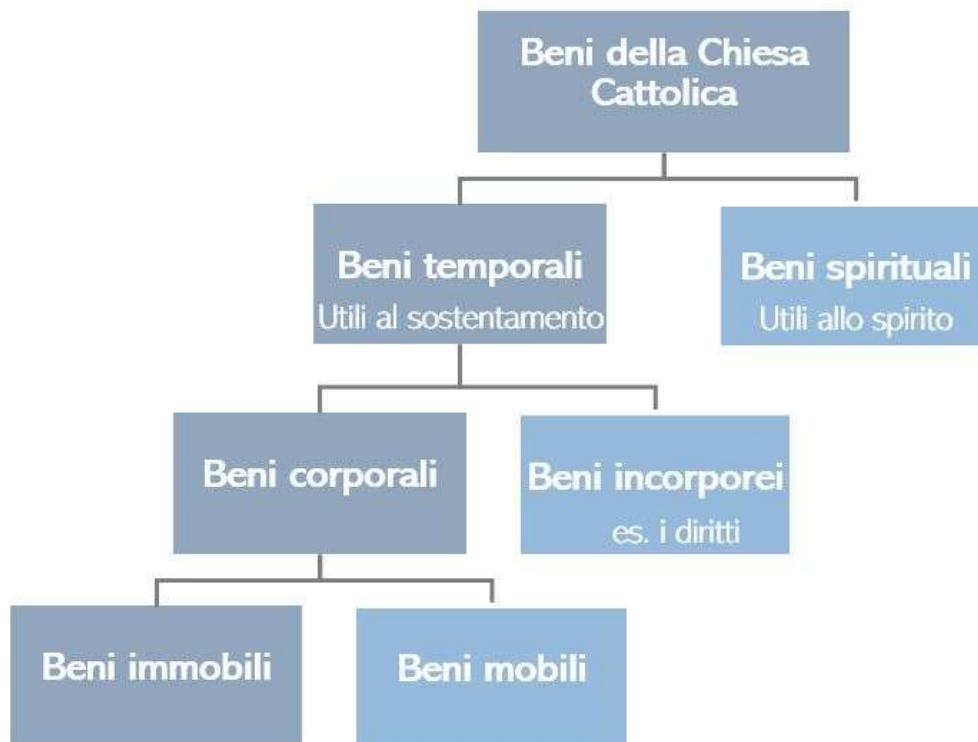 Beni della Chiesa
Cattolica
Beni temporali
Utili al sostentamento
Beni spirituali
Utili allo spirito
Beni corporali
Beni incorporei
es. i diritti
Beni immobili
Beni mobili